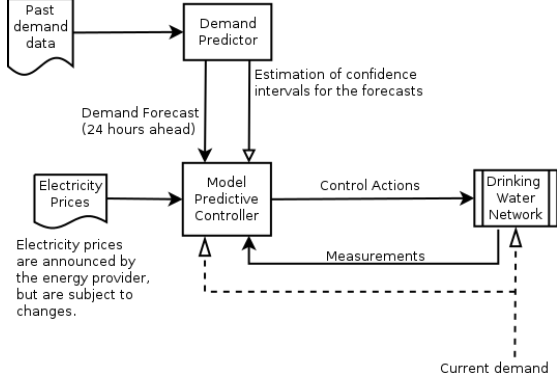 Past
demand
data
Demand
Predictor
Estimation of confidence
intervals for the forecasts
Demand Forecast
(24 hours ahead)
Electricity
Prices
Model
Predictive
Controller
Control Actions
Drinking
Water
Network
Measurements
Electricity prices
are announced by
the energy provider,
but are subject to
changes.
Current demand